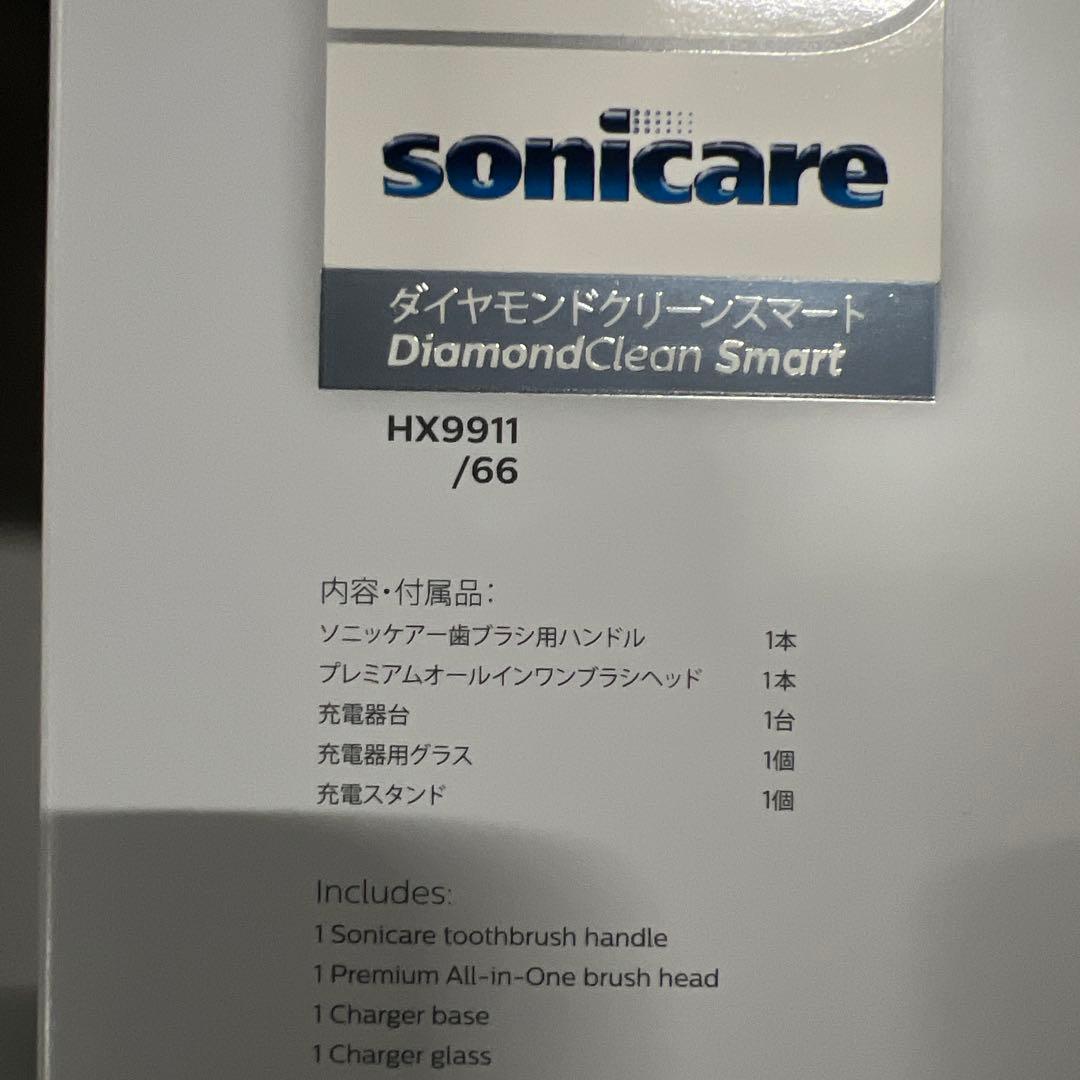 sonicare
ダイヤモンドクリーンスマート
DiamondClean Smart
HX9911
/66
内容・付属品：
ソニッケアー歯ブラシ用ハンドル 1本
プレミアムオールインワンブラシヘッド 1本
充電器台 1台
充電器用グラス 1個
充電スタンド 1個
Includes:
1 Sonicare toothbrush handle
1 Premium All-in-One brush head
1 Charger base
1 Charger glass